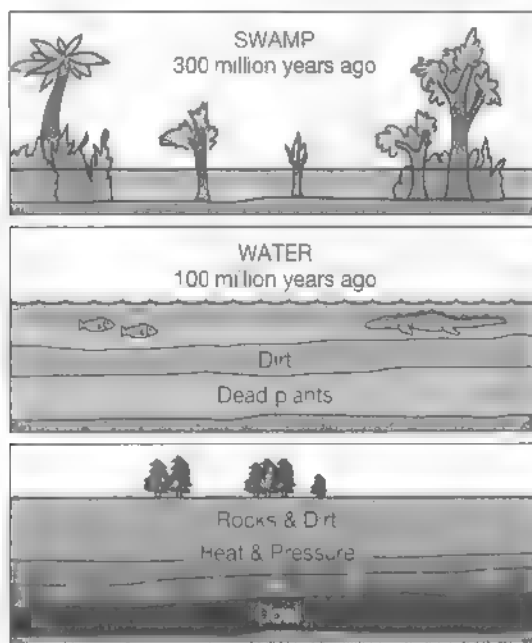 SWAMP
300 million years ago
WATER
100 million years ago
Dirt
Dead plants
Rocks & Dirt
Heat & Pressure